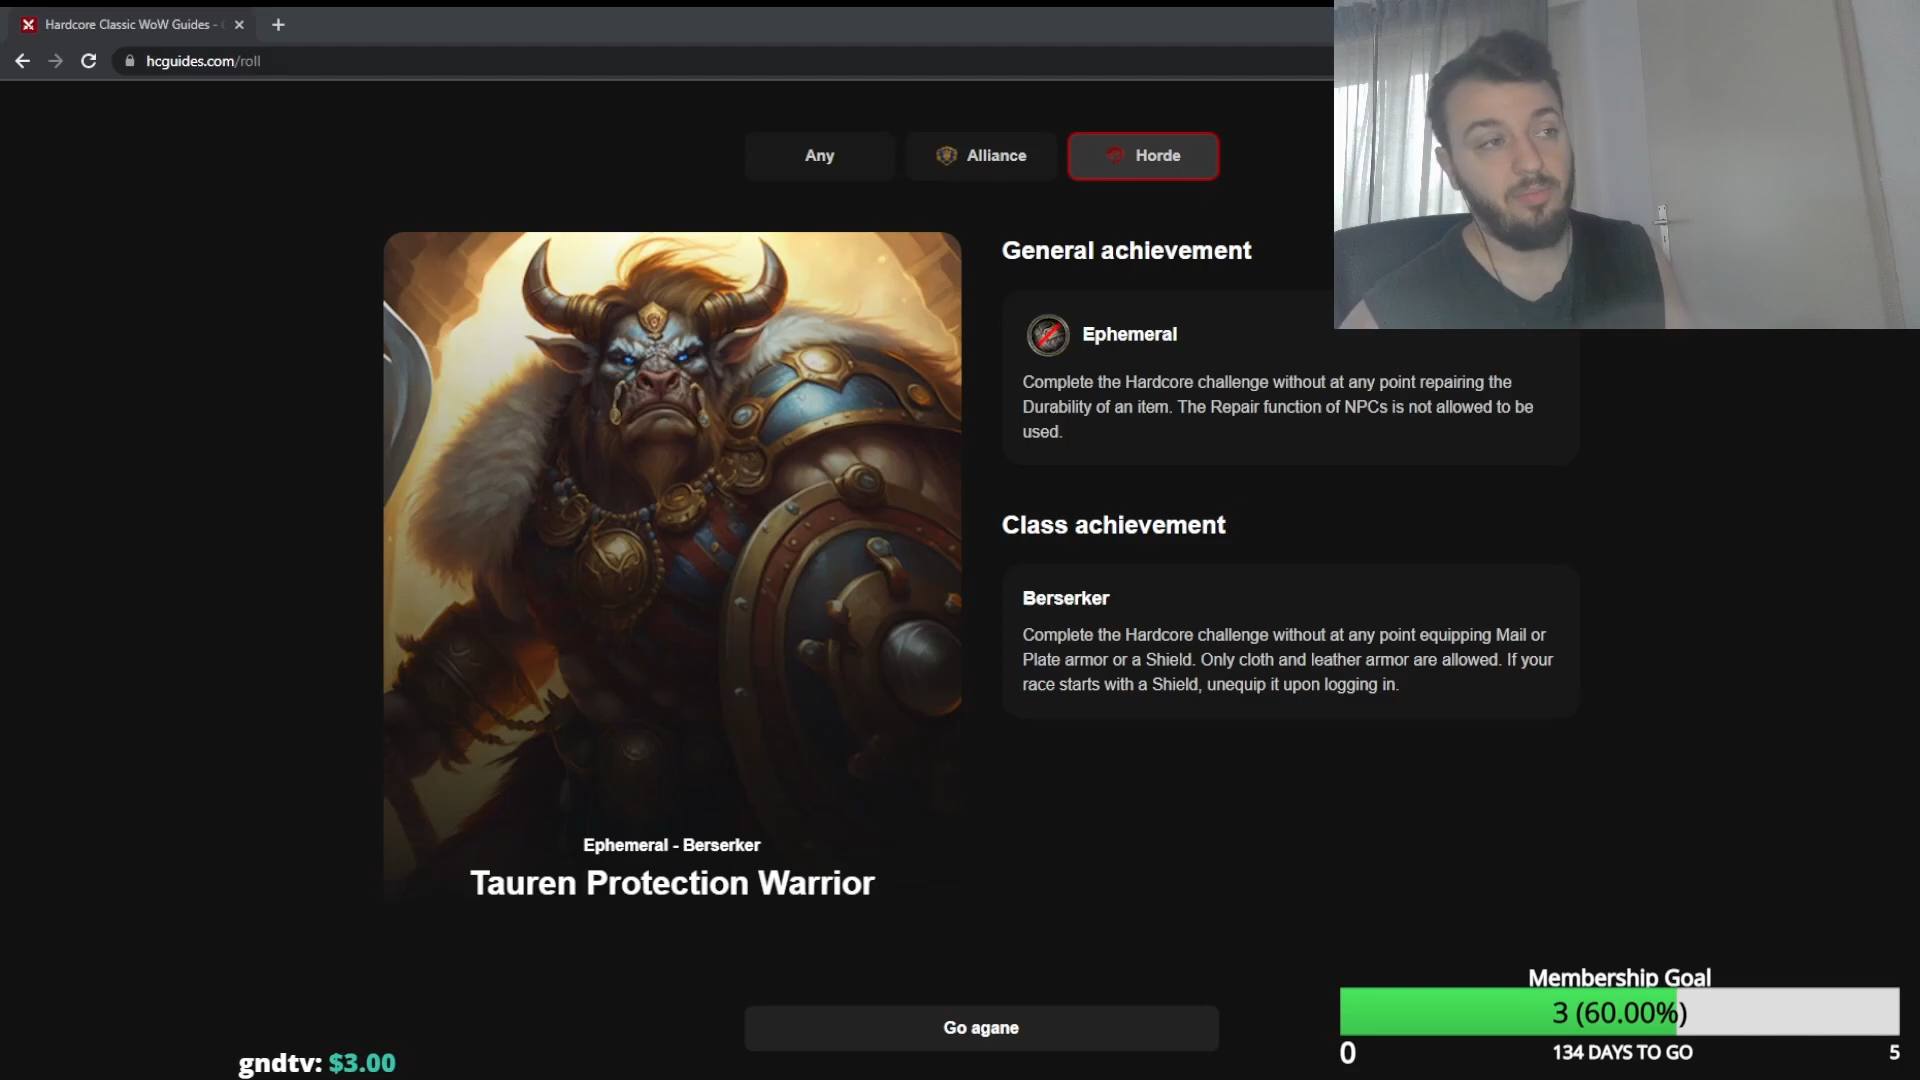 Hardcore Classic WoW Guides -
hcguides.com/roll
Any
Alliance
Horde
General achievement
Ephemeral
Complete the Hardcore challenge without at any point repairing the
Durability of an item. The Repair function of NPCs is not allowed to be
used.
Class achievement
Berserker
Complete the Hardcore challenge without at any point equipping Mail or
Plate armor or a Shield. Only cloth and leather armor are allowed. If your
race starts with a Shield, unequip it upon logging in.
Ephemeral - Berserker
Tauren Protection Warrior
Go agane
Membership Goal
3 (60.00%)
0
134 DAYS TO GO
5
gndtv: $3.00